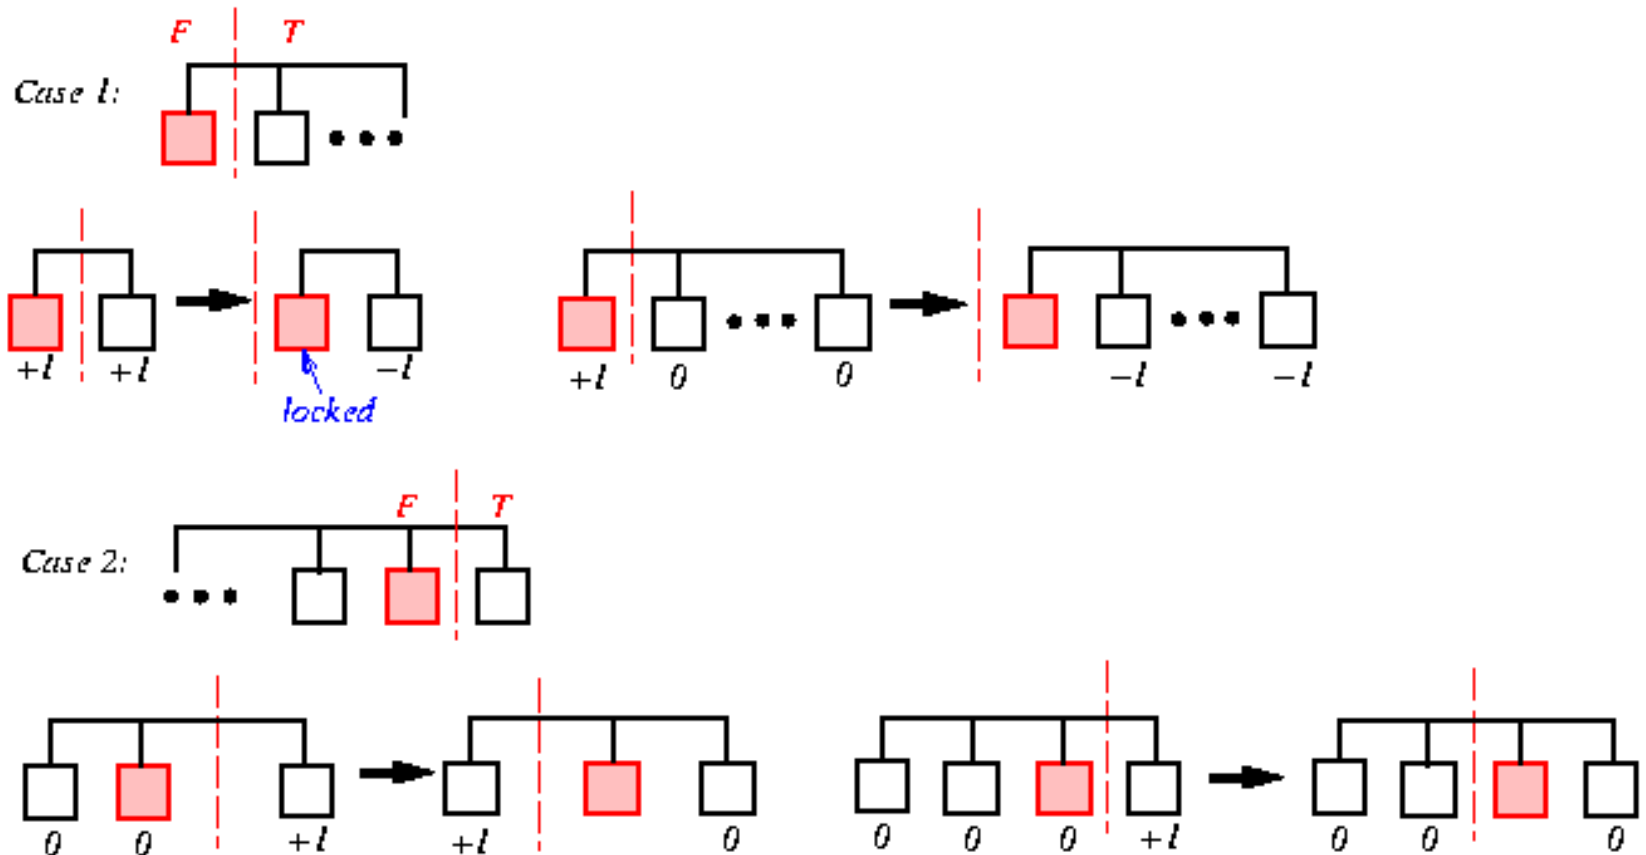 F T
Case 1:
+1 +1 -1 +1 0 0 -1 -1
locked
F T
Case 2:
0 0 +1 +1 0 0 0 0 +1 0 0 0